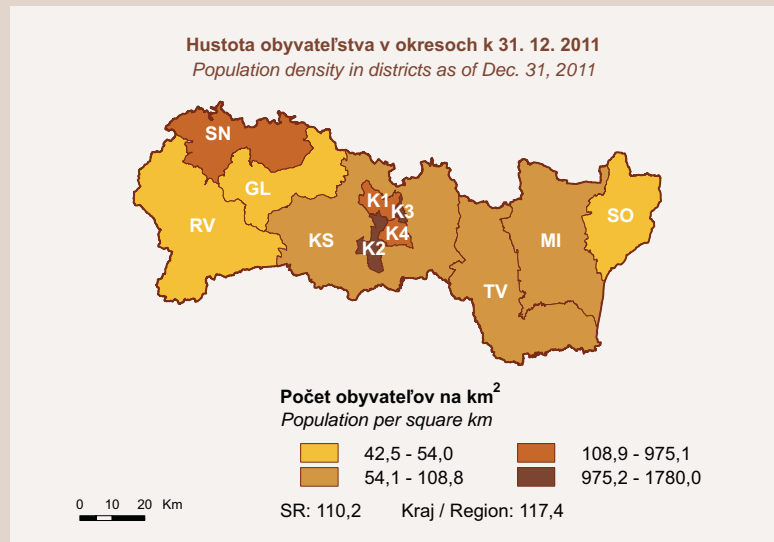 Hustota obyvateľstva v okresoch k 31. 12. 2011
Population density in districts as of Dec. 31, 2011
SN
GL
RV
K1
K3
K4
K2
KS
SO
MI
TV
Počet obyvateľov na km²
Population per square km
42,5 - 54,0
108,9 - 975,1
54,1 - 108,8
975,2 - 1780,0
0 10 20 Km
SR: 110,2 Kraj / Region: 117,4